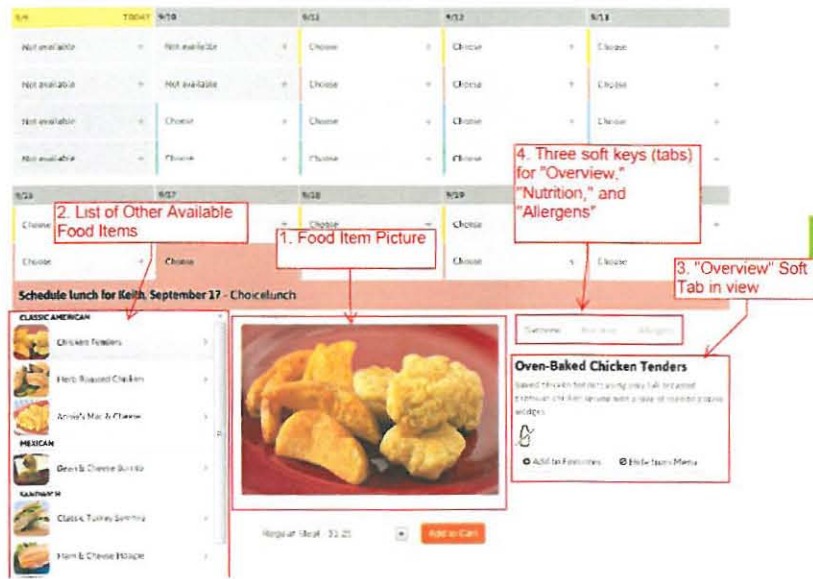 9/9 TODAY 9/10 9/11 9/12 9/13
Not available Not available Choose Choose Choose
Not available Not available Choose Choose Choose
Not available Choose Choose Choose Choose
Not available Choose Choose Choose Choose
4. Three soft keys (tabs)
for "Overview,"
"Nutrition," and
"Allergens"
9/16 9/17 9/18 9/19
Choose Choose Choose Choose
2. List of Other Available
Food Items
1. Food Item Picture
Choose Choose Choose Choose
3. "Overview" Soft
Tab in view
Schedule lunch for Keith, September 17 - Choicelunch
CLASSIC AMERICAN
Chicken Tenders
Herb Roasted Chicken
Annie's Mac & Cheese
MEXICAN
Bean & Cheese Burrito
SANDWICH
Classic Turkey Sammy
Ham & Cheese Hoagie
Regular Meal - $5.25
Add to Cart
Overview Nutrition Allergens
Oven-Baked Chicken Tenders
Add to Favorites Hide from Menu